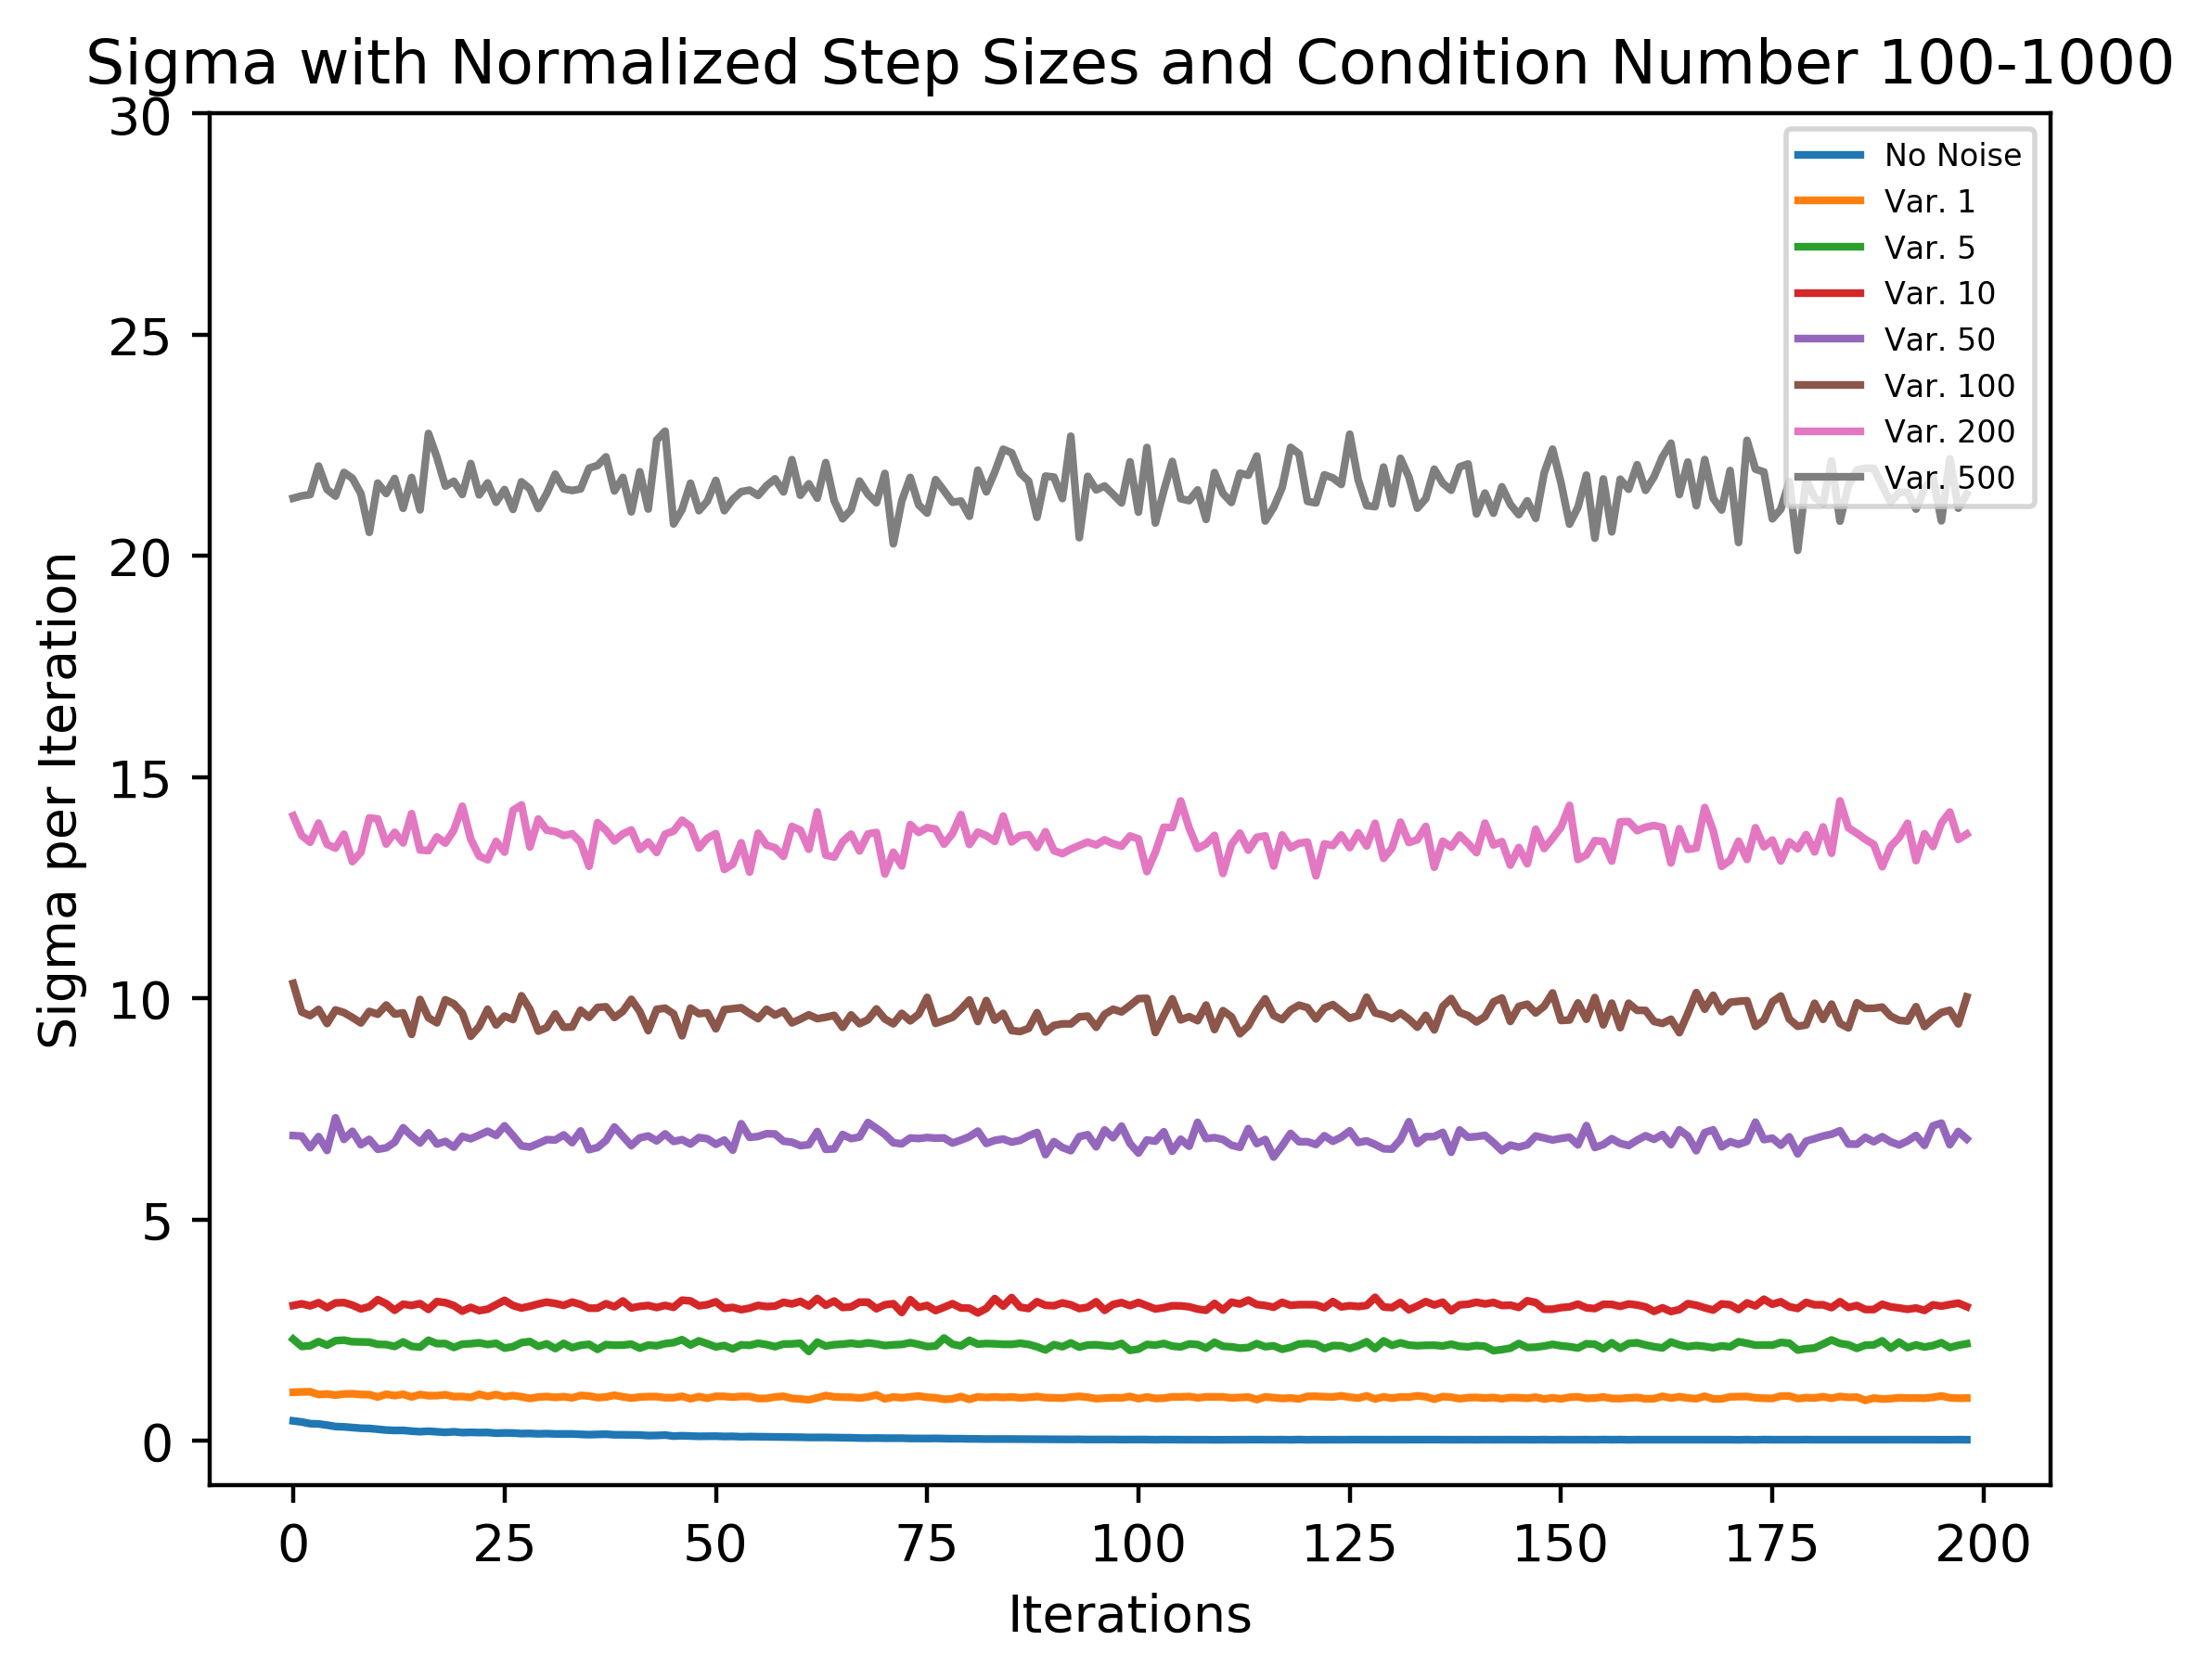 Sigma with Normalized Step Sizes and Condition Number 100-1000
30
25
20
15
10
5
0
Sigma per Iteration
No Noise
Var. 1
Var. 5
Var. 10
Var. 50
Var. 100
Var. 200
Var. 500
0 25 50 75 100 125 150 175 200
Iterations